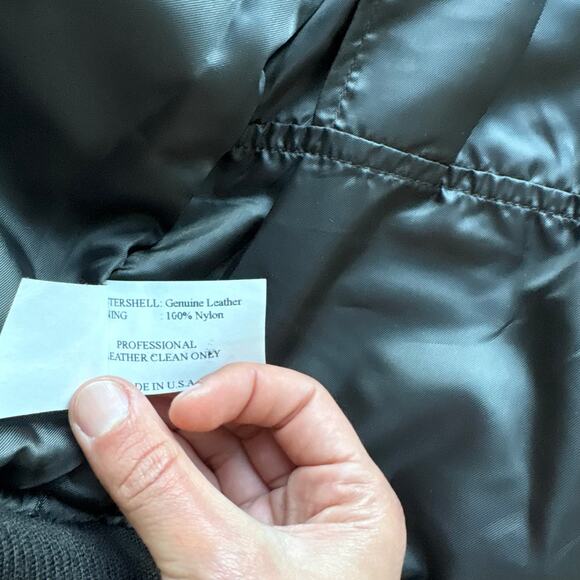 TERSHELL: Genuine Leather
NING : 100% Nylon
PROFESSIONAL
EATHER CLEAN ONLY
DE IN U.S.A